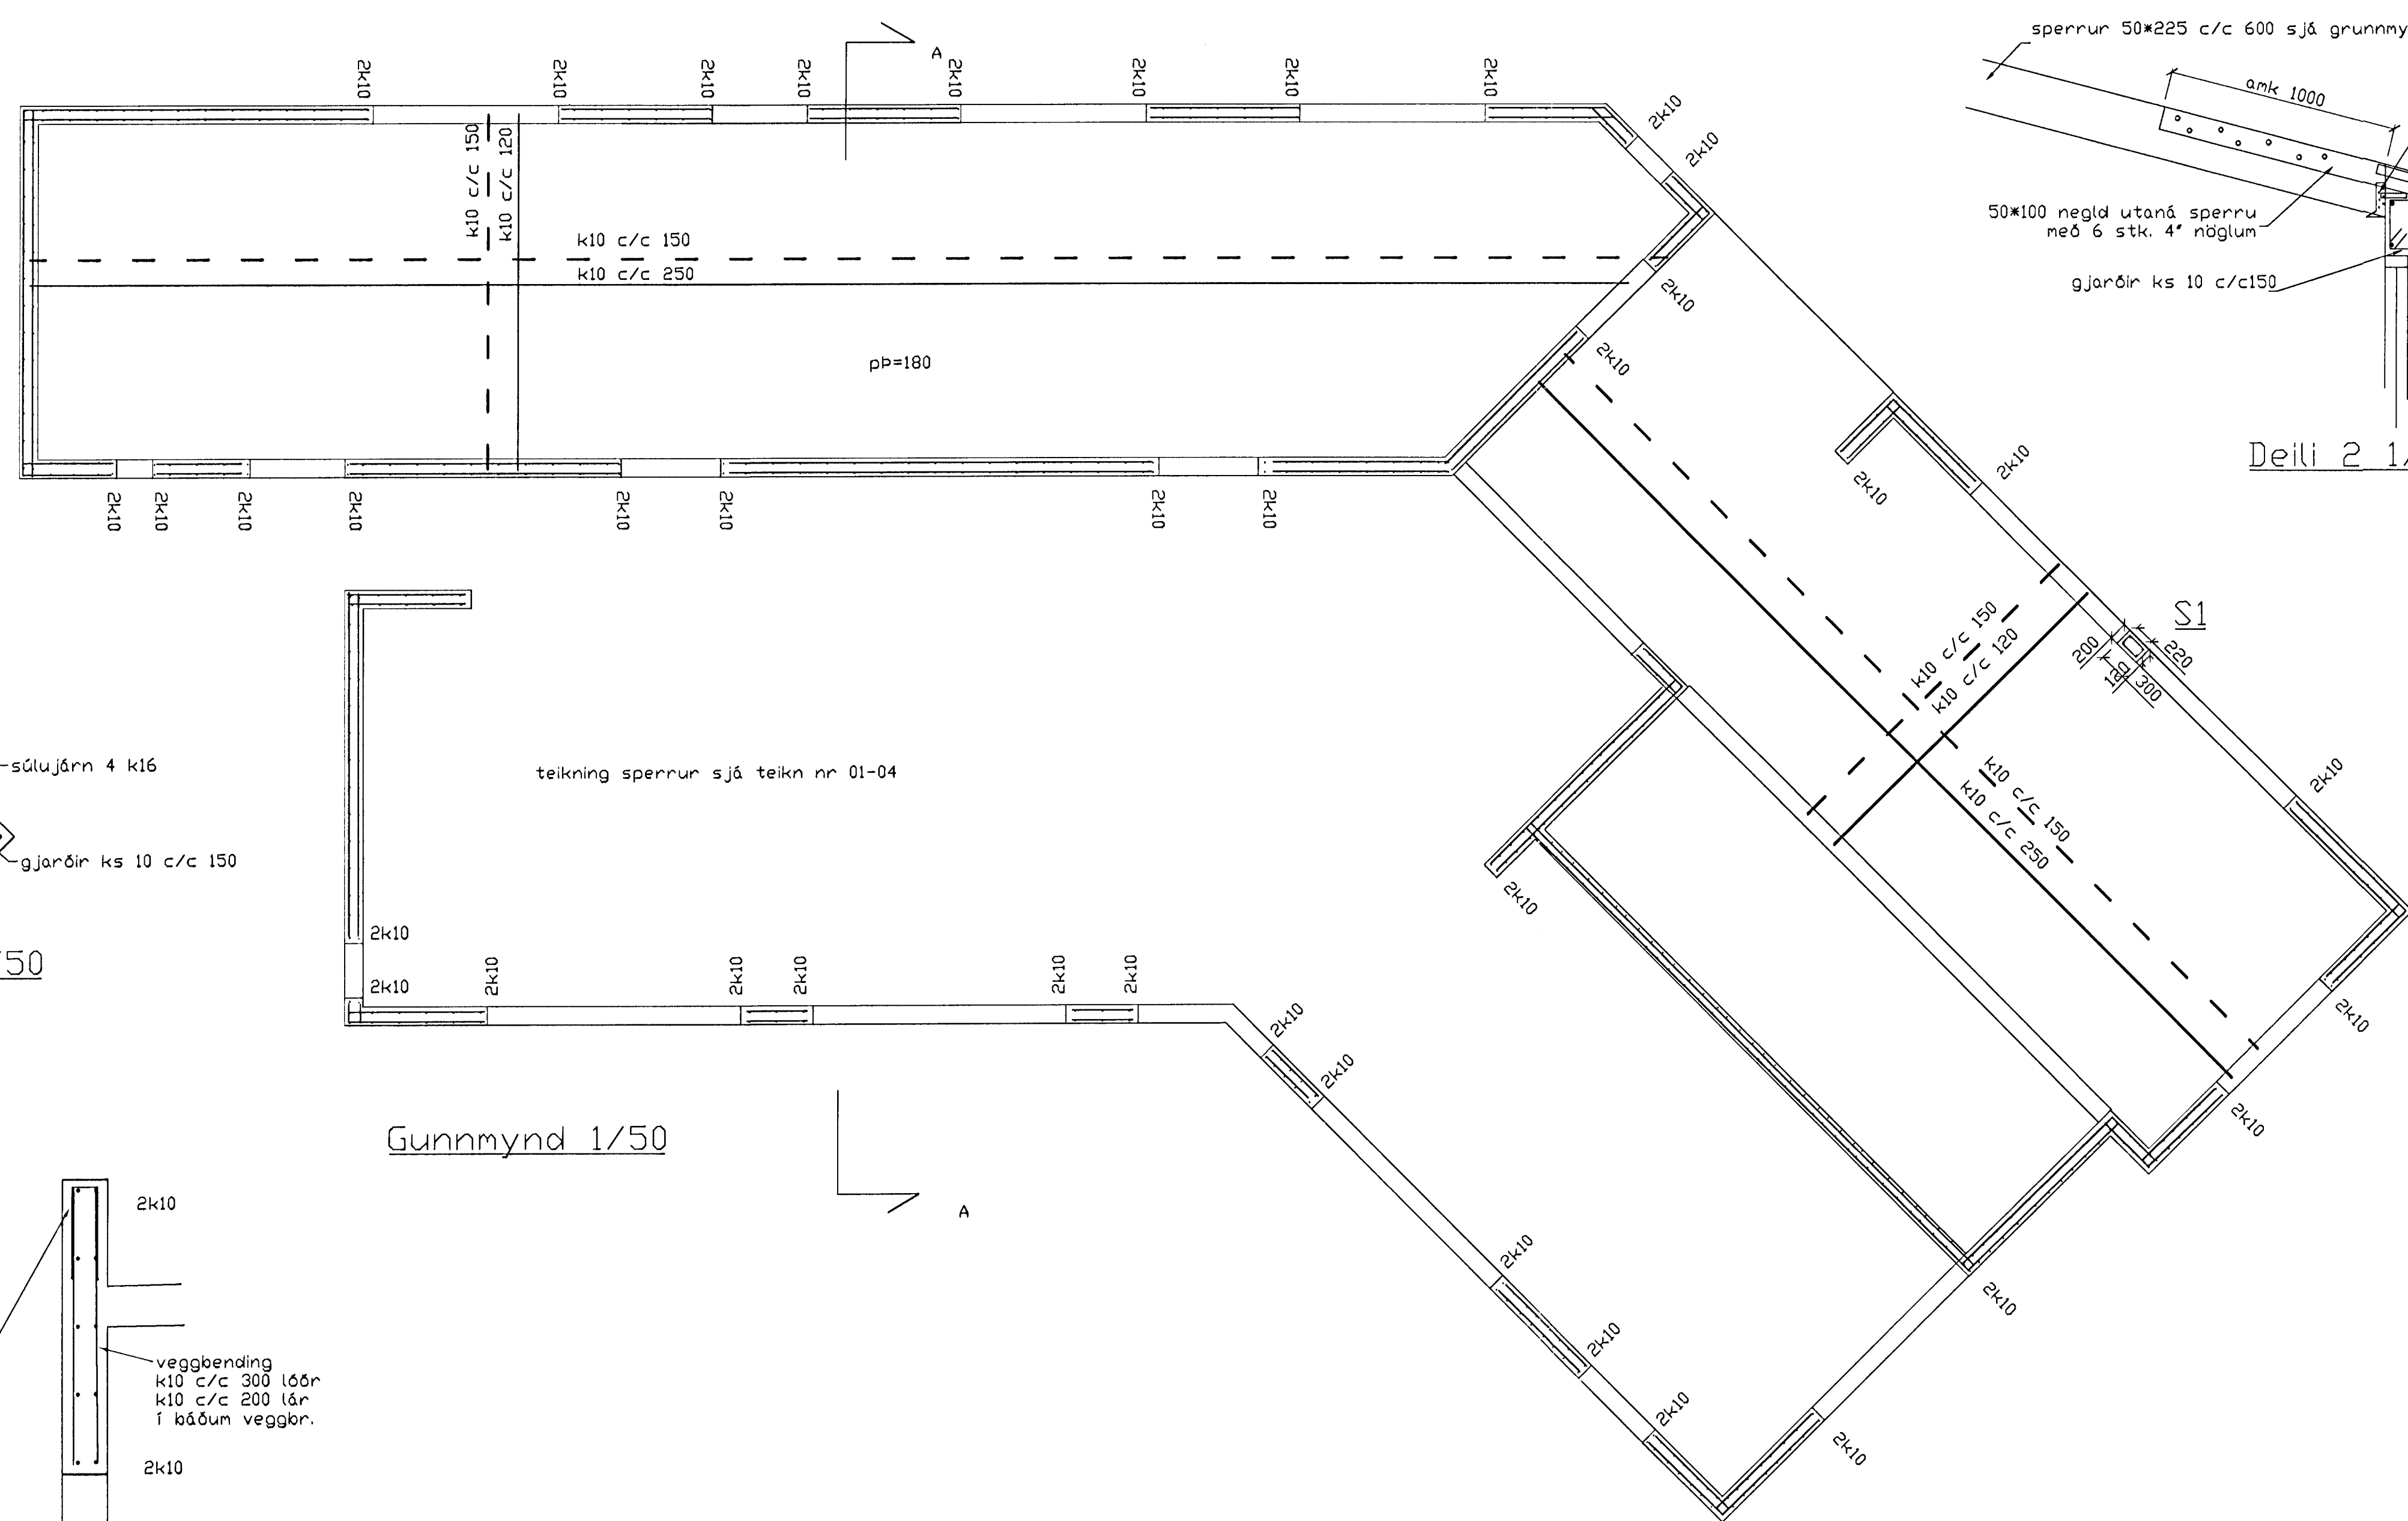 sperrur 50*225 c/c 600 sjá grunnmy
A
2k10
2k10
2k10
2k10
2k10
2k10
2k10
2k10
2k10
2k10
amk 1000
k10 c/c 150
k10 c/c 120
k10 c/c 150
k10 c/c 250
50*100 negld utaná sperru
með 6 stk. 4" nöglum
gjarðir ks 10 c/c150
2k10
2k10
pÞ=180
Deili 2 1/
2k10
2k10
2k10
2k10
2k10
2k10
2k10
2k10
2k10
2k10
S1
200
220
120
300
k10 c/c 150
k10 c/c 120
súlujárn 4 k16
teikning sperrur sjá teikn nr 01-04
2k10
k10 c/c 150
k10 c/c 250
gjarðir ks 10 c/c 150
/50
2k10
2k10
2k10
2k10
2k10
2k10
2k10
2k10
2k10
2k10
2k10
2k10
2k10
Gunnmynd 1/50
A
2k10
2k10
2k10
2k10
2k10
2k10
veggbending
k10 c/c 300 lóðr
k10 c/c 200 lár
í báðum veggbr.
2k10